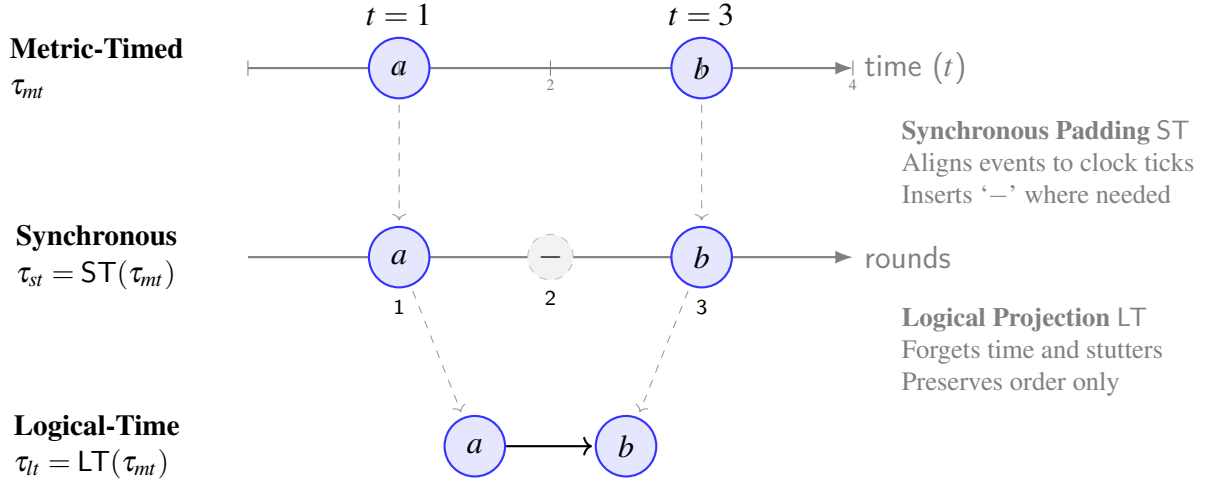 t = 1
t = 3
Metric-Timed
τmt
a
b
2
4
time (t)
Synchronous Padding ST
Aligns events to clock ticks
Inserts ‘−’ where needed
Synchronous
τst = ST(τmt)
a
−
b
rounds
1
2
3
Logical Projection LT
Forgets time and stutters
Preserves order only
Logical-Time
τlt = LT(τmt)
a
b